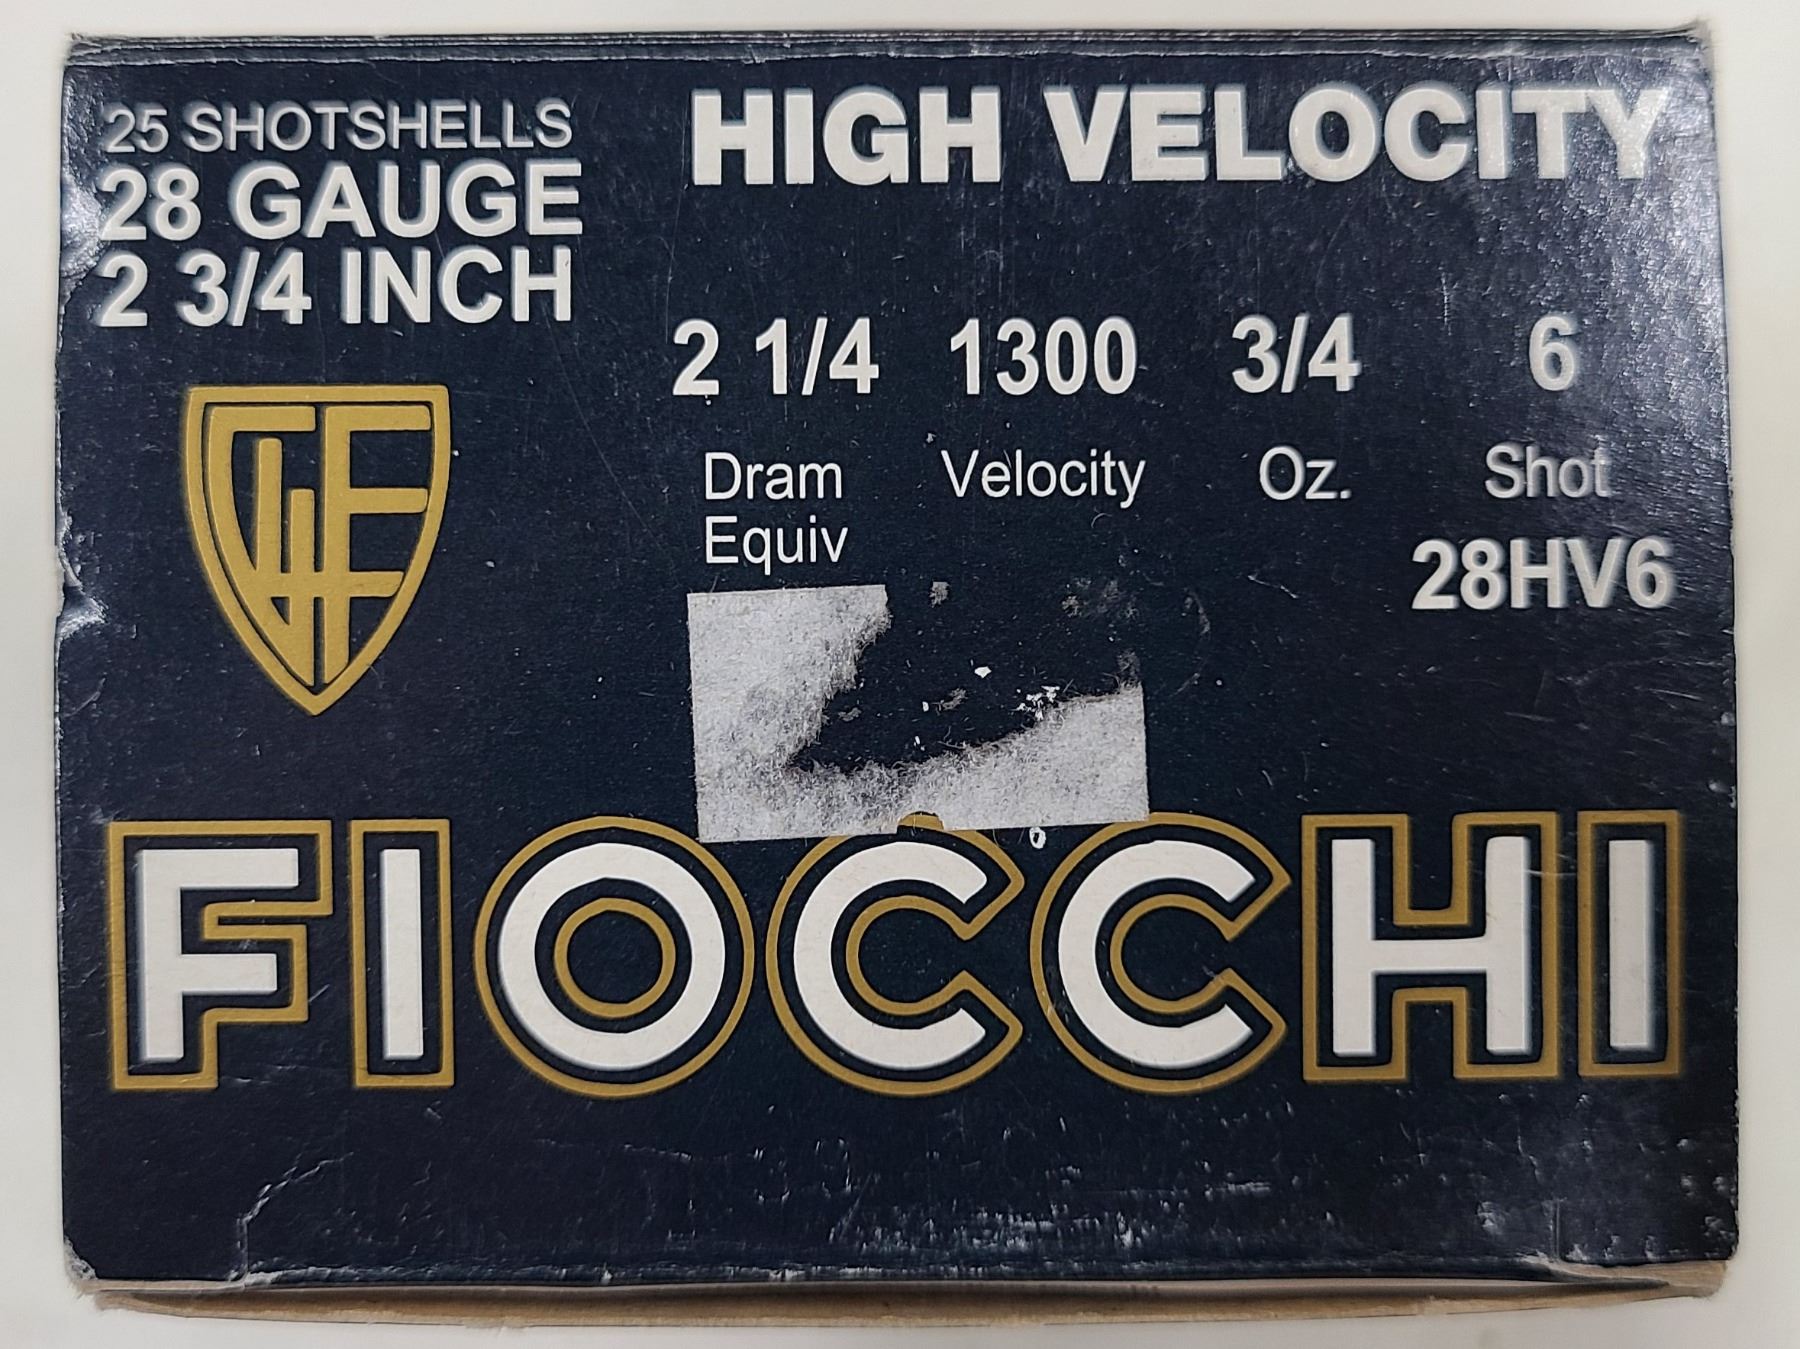 25 SHOTSHELLS
28 GAUGE
2 3/4 INCH
HIGH VELOCITY
2 1/4 1300 3/4 6
Dram Velocity Oz. Shot
Equiv
28HV6
GFL
FIOCCHI